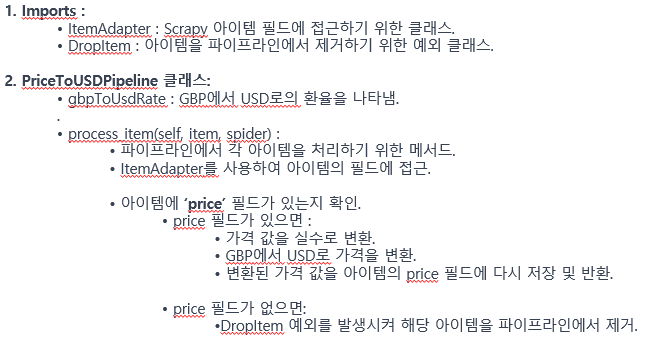 1. Imports :
• ItemAdapter : Scrapy 아이템 필드에 접근하기 위한 클래스.
• DropItem : 아이템을 파이프라인에서 제거하기 위한 예외 클래스.
2. PriceToUSDPipeline 클래스:
• gbpToUsdRate : GBP에서 USD로의 환율을 나타냄.
.
• process_item(self, item, spider) :
• 파이프라인에서 각 아이템을 처리하기 위한 메서드.
• ItemAdapter를 사용하여 아이템의 필드에 접근.
• 아이템에 ‘price’ 필드가 있는지 확인.
• price 필드가 있으면 :
• 가격 값을 실수로 변환.
• GBP에서 USD로 가격을 변환.
• 변환된 가격 값을 아이템의 price 필드에 다시 저장 및 반환.
• price 필드가 없으면:
•DropItem 예외를 발생시켜 해당 아이템을 파이프라인에서 제거.